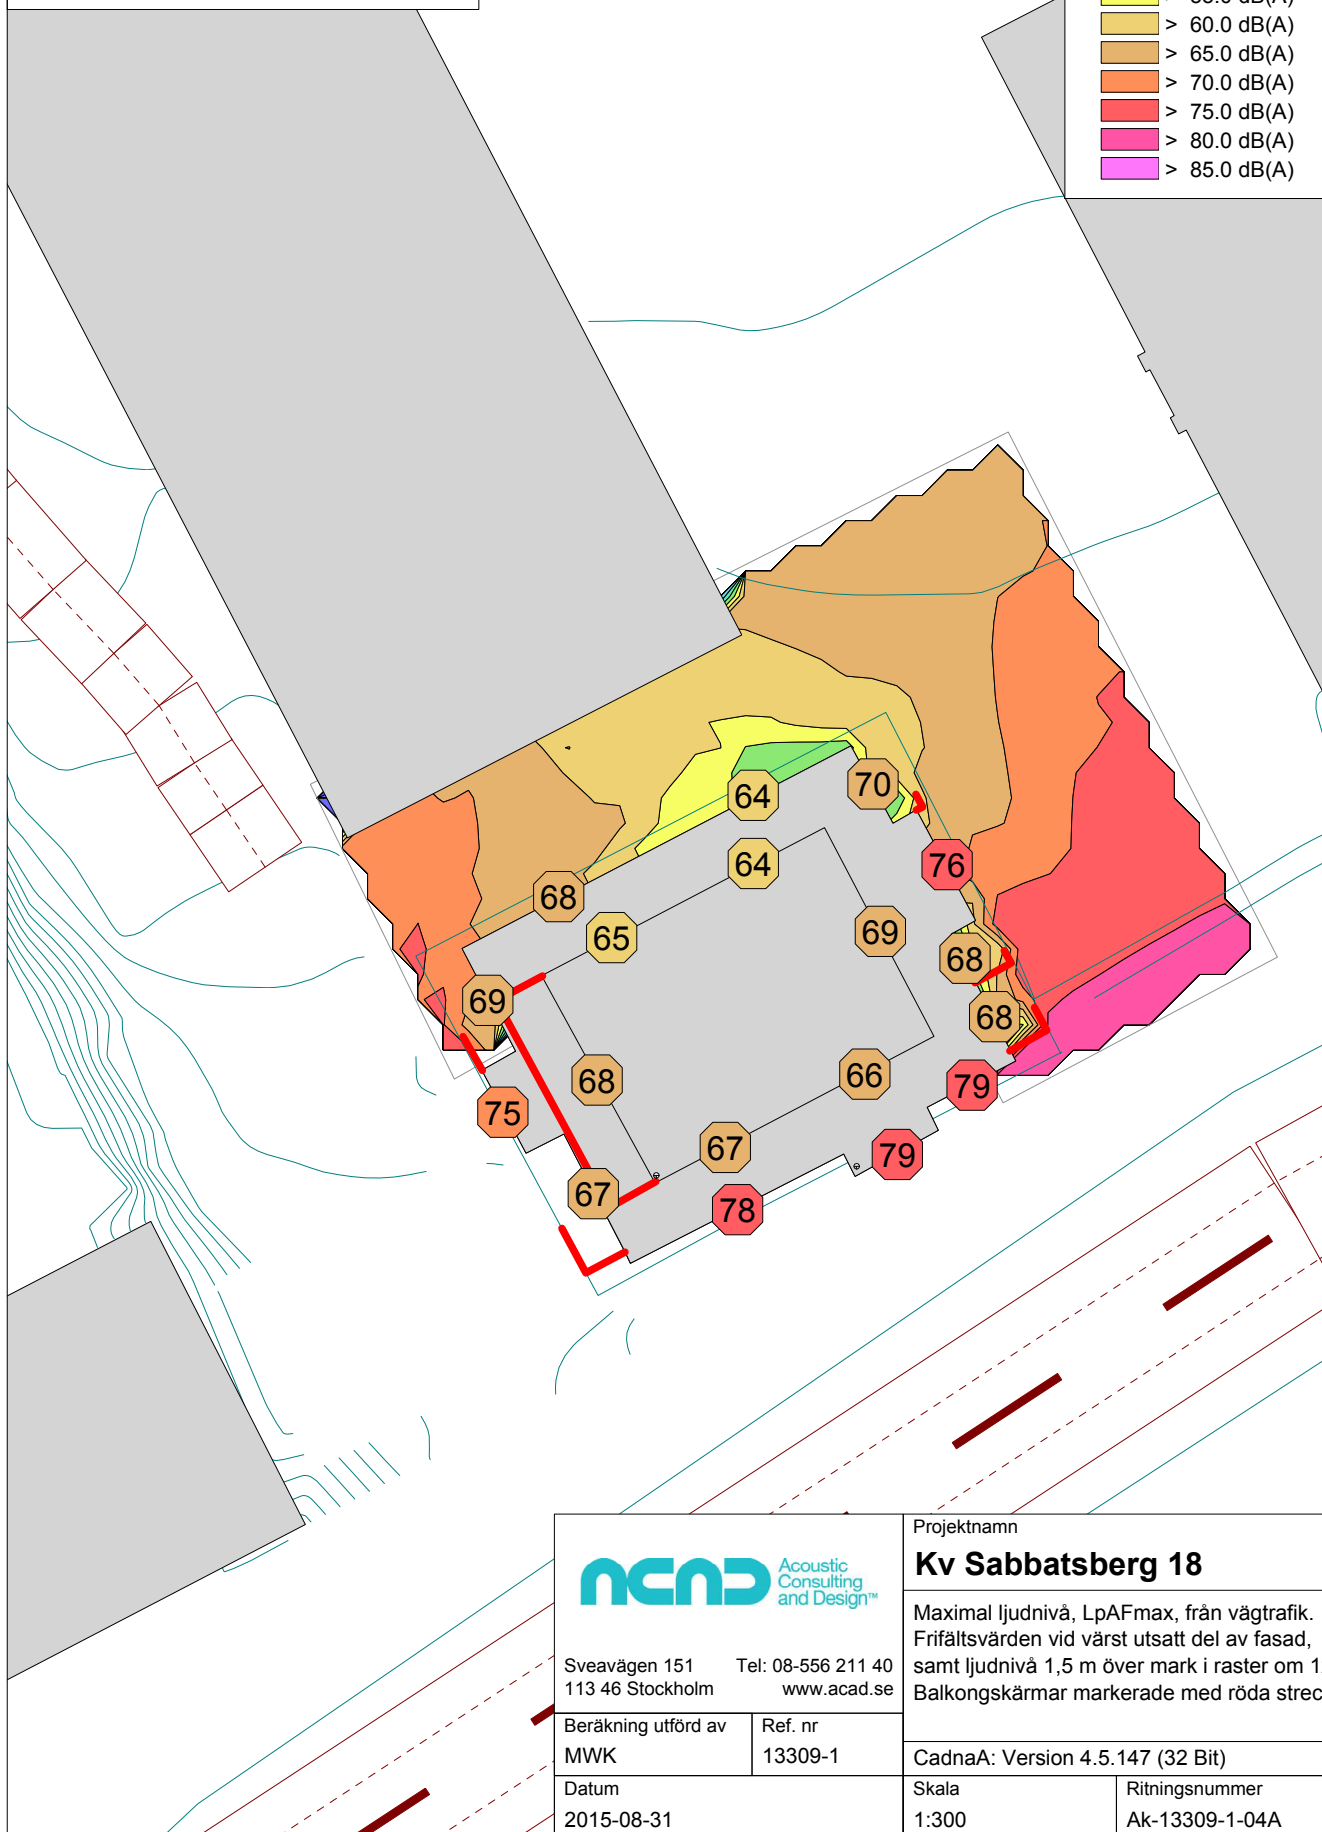 > 60.0 dB(A)
> 65.0 dB(A)
> 70.0 dB(A)
> 75.0 dB(A)
> 80.0 dB(A)
> 85.0 dB(A)
64
70
64
76
68
65
69
68
69
68
68
66
79
75
67
79
67
78
ACAD
Acoustic
Consulting
and Design™
Sveavägen 151 Tel: 08-556 211 40
113 46 Stockholm www.acad.se
Beräkning utförd av
MWK
Ref. nr
13309-1
Datum
2015-08-31
Projektnamn
Kv Sabbatsberg 18
Maximal ljudnivå, LpAFmax, från vägtrafik.
Frifältsvärden vid värst utsatt del av fasad,
samt ljudnivå 1,5 m över mark i raster om
Balkongskärmar markerade med röda
CadnaA: Version 4.5.147 (32 Bit)
Skala
1:300
Ritningsnummer
Ak-13309-1-04A